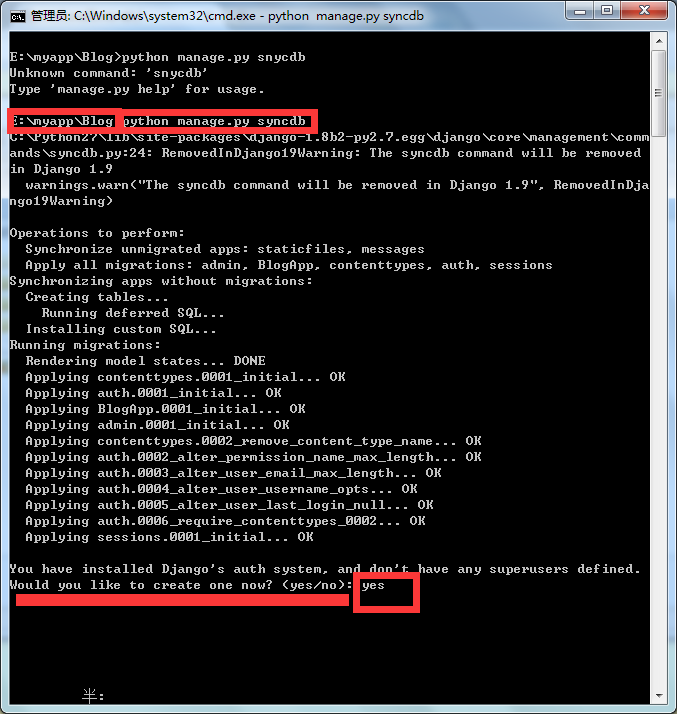 管理员: C:\Windows\system32\cmd.exe - python  manage.py syncdb
E:\myapp\Blog>python manage.py snycdb
Unknown command: 'snycdb'
Type 'manage.py help' for usage.
E:\myapp\Blog>python manage.py syncdb
C:\Python27\lib\site-packages\django-1.8b2-py2.7.egg\django\core\management\comm
ands\syncdb.py:24: RemovedInDjango19Warning: The syncdb command will be removed
in Django 1.9
  warnings.warn("The syncdb command will be removed in Django 1.9", RemovedInDja
ngo19Warning)
Operations to perform:
  Synchronize unmigrated apps: staticfiles, messages
  Apply all migrations: admin, BlogApp, contenttypes, auth, sessions
Synchronizing apps without migrations:
  Creating tables...
    Running deferred SQL...
  Installing custom SQL...
Running migrations:
  Rendering model states... DONE
  Applying contenttypes.0001_initial... OK
  Applying auth.0001_initial... OK
  Applying BlogApp.0001_initial... OK
  Applying admin.0001_initial... OK
  Applying contenttypes.0002_remove_content_type_name... OK
  Applying auth.0002_alter_permission_name_max_length... OK
  Applying auth.0003_alter_user_email_max_length... OK
  Applying auth.0004_alter_user_username_opts... OK
  Applying auth.0005_alter_user_last_login_null... OK
  Applying auth.0006_require_contenttypes_0002... OK
  Applying sessions.0001_initial... OK
You have installed Django's auth system, and don't have any superusers defined.
Would you like to create one now? (yes/no): yes
半: